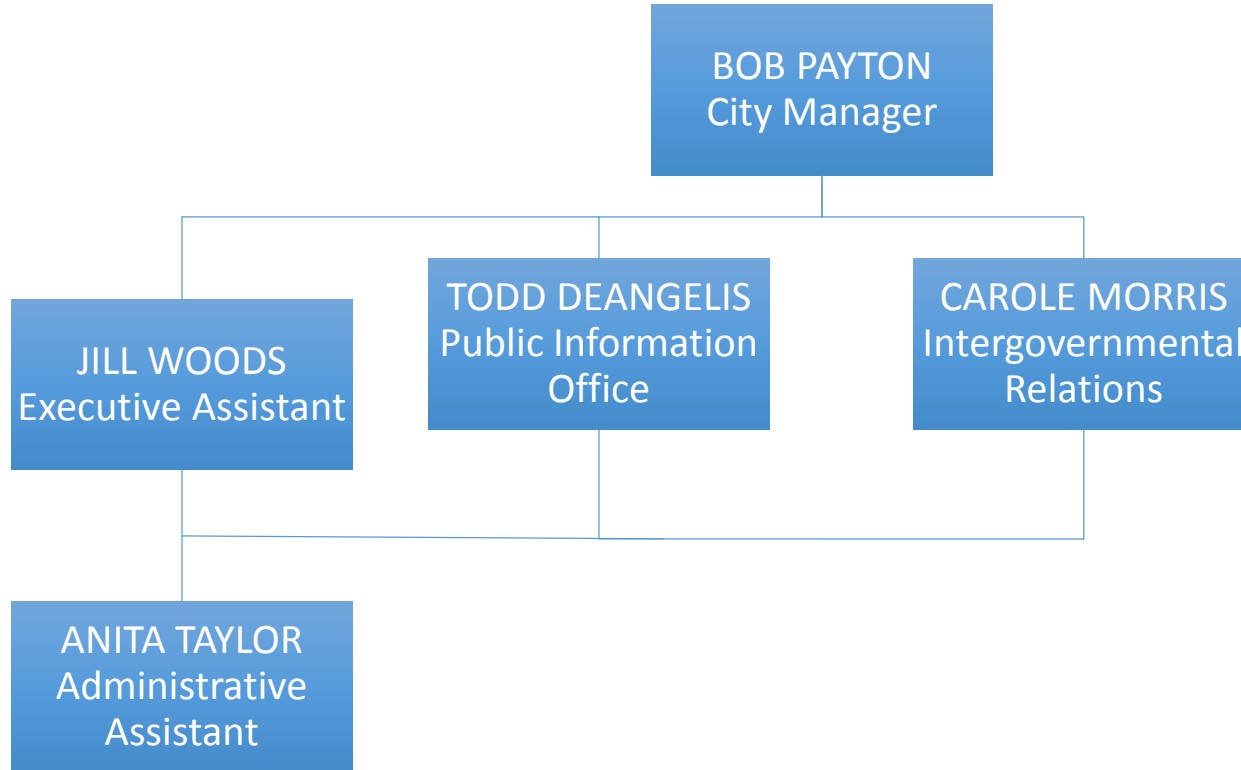 BOB PAYTON
City Manager
JILL WOODS
Executive Assistant
TODD DEANGELIS
Public Information
Office
CAROLE MORRIS
Intergovernmental
Relations
ANITA TAYLOR
Administrative
Assistant